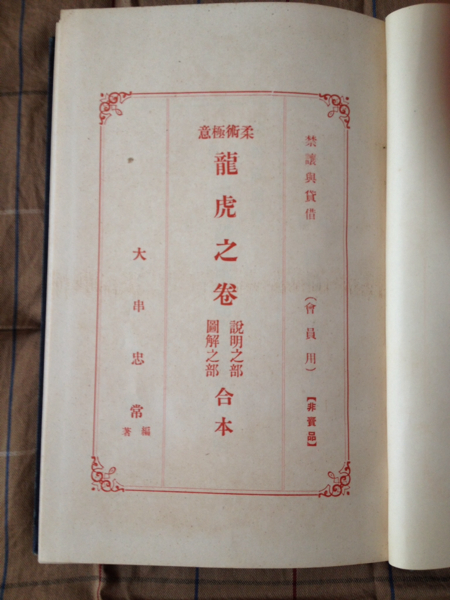 禁讓與貸借
(會員用)
【非賣品】
柔術極意
龍虎之卷
說明之部
圖解之部
合本
大串忠常
編著